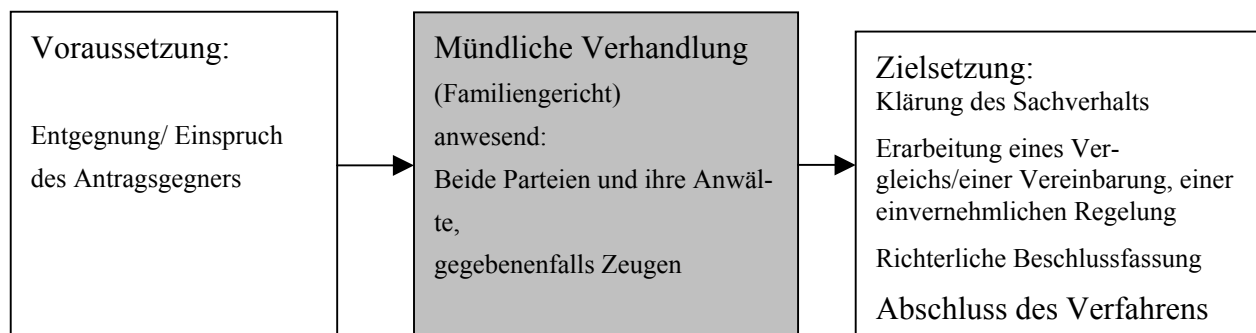 Voraussetzung:
Entgegnung/ Einspruch
des Antragsgegners
Mündliche Verhandlung
(Familiengericht)
anwesend:
Beide Parteien und ihre Anwäl-
te,
gegebenenfalls Zeugen
Zielsetzung:
Klärung des Sachverhalts
Erarbeitung eines Ver-
gleichs/einer Vereinbarung, einer
einvernehmlichen Regelung
Richterliche Beschlussfassung
Abschluss des Verfahrens